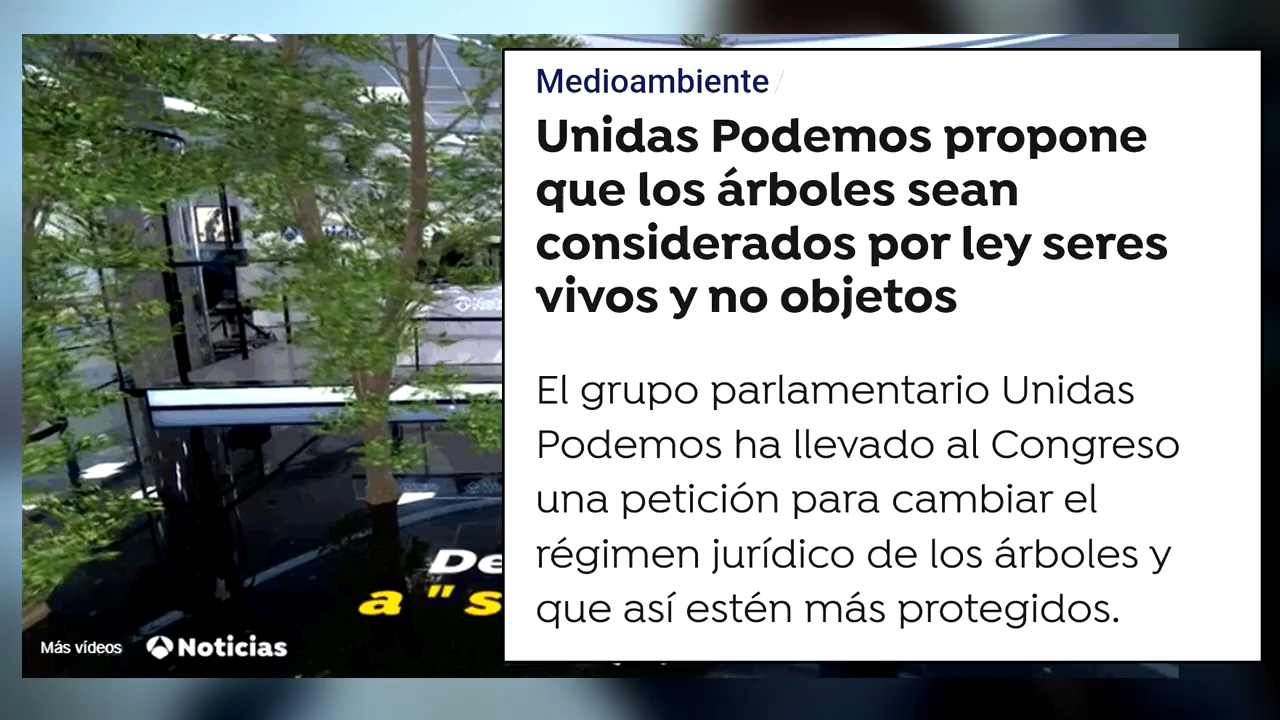 Medioambiente /
Unidas Podemos propone
que los árboles sean
considerados por ley seres
vivos y no objetos
El grupo parlamentario Unidas
Podemos ha llevado al Congreso
una petición para cambiar el
régimen jurídico de los árboles y
que así estén más protegidos.
De
a "s
Más vídeos
Noticias